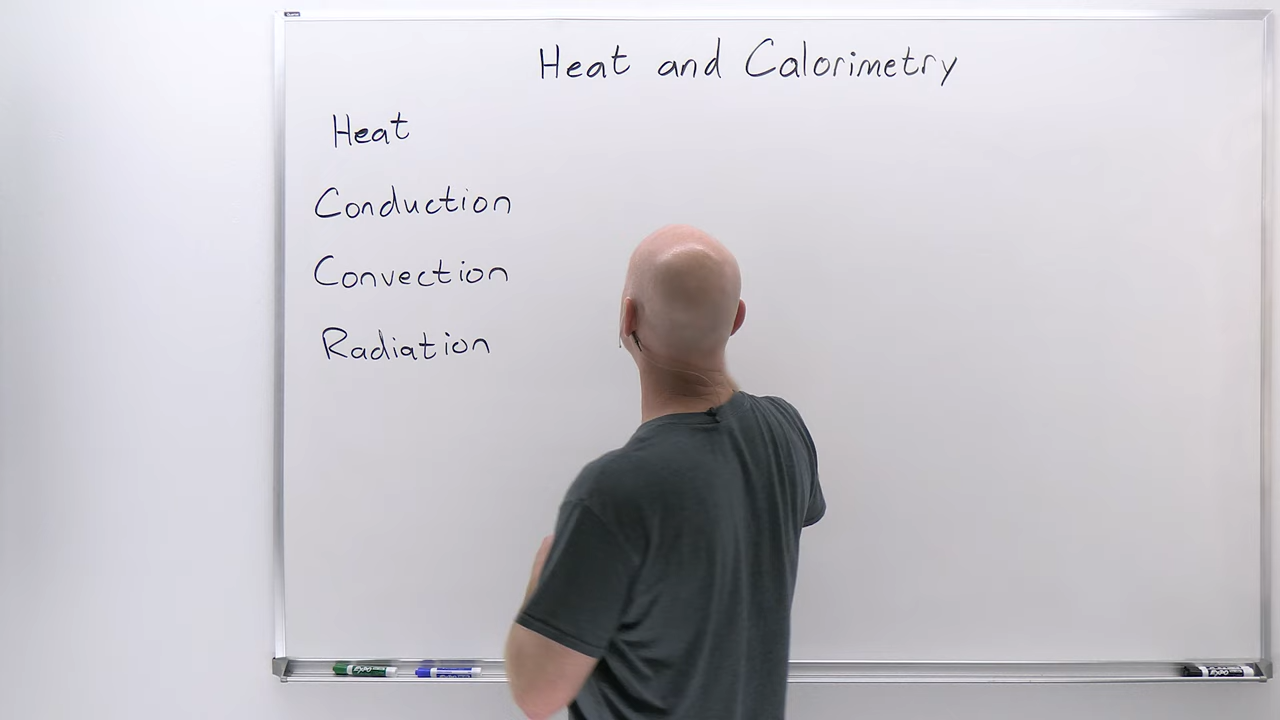 Heat and Calorimetry
Heat
Conduction
Convection
Radiation